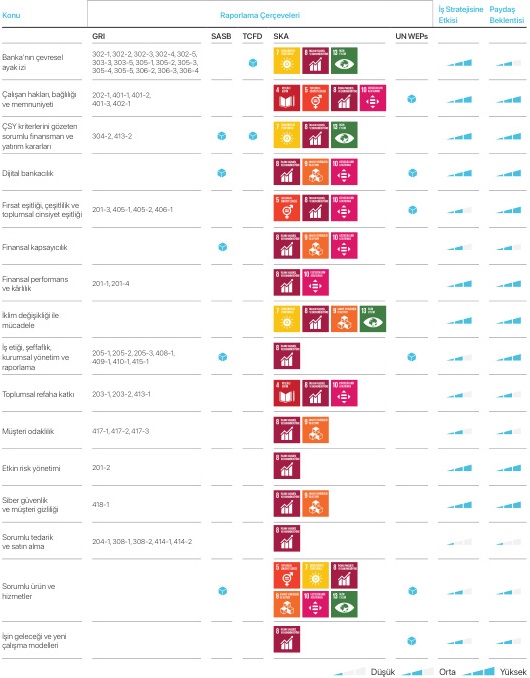 Konu
Raporlama Çerçeveleri
İş Stratejisine
Etkisi
Paydaş
Beklentisi
GRI SASB TCFD SKA UN WEPs
Banka'nın çevresel
ayak izi
302-1, 302-2, 302-3, 302-4, 302-5,
303-3, 303-5, 305-1, 305-2, 305-3,
305-4, 305-5, 306-2, 306-3, 306-4
7 8 13
Çalışan hakları, bağlılığı
ve memnuniyeti
202-1, 401-1, 401-2,
401-3, 402-1
4 5 8 10
ÇSY kriterlerini gözeten
sorumlu finansman ve
yatırım kararları
304-2, 413-2
7 8 13
Dijital bankacılık
8 9 10
Fırsat eşitliği, çeşitlilik ve
toplumsal cinsiyet eşitliği
201-3, 405-1, 405-2, 406-1
5 8 10
Finansal kapsayıcılık
8 9 10
Finansal performans
ve kârlılık
201-1, 201-4
8 10
İklim değişikliği ile
mücadele
7 8 9 13
İş etiği, şeffaflık,
kurumsal yönetim ve
raporlama
205-1, 205-2, 205-3, 408-1,
409-1, 410-1, 415-1
8
Toplumsal refaha katkı
203-1, 203-2, 413-1
4 8 10
Müşteri odaklılık
417-1, 417-2, 417-3
8 9
Etkin risk yönetimi
201-2
8
Siber güvenlik
ve müşteri gizliliği
418-1
8 9
Sorumlu tedarik
ve satın alma
204-1, 308-1, 308-2, 414-1, 414-2
8
Sorumlu ürün ve
hizmetler
5 7 8
9 10 13
İşin geleceği ve yeni
çalışma modelleri
8
Düşük Orta Yüksek